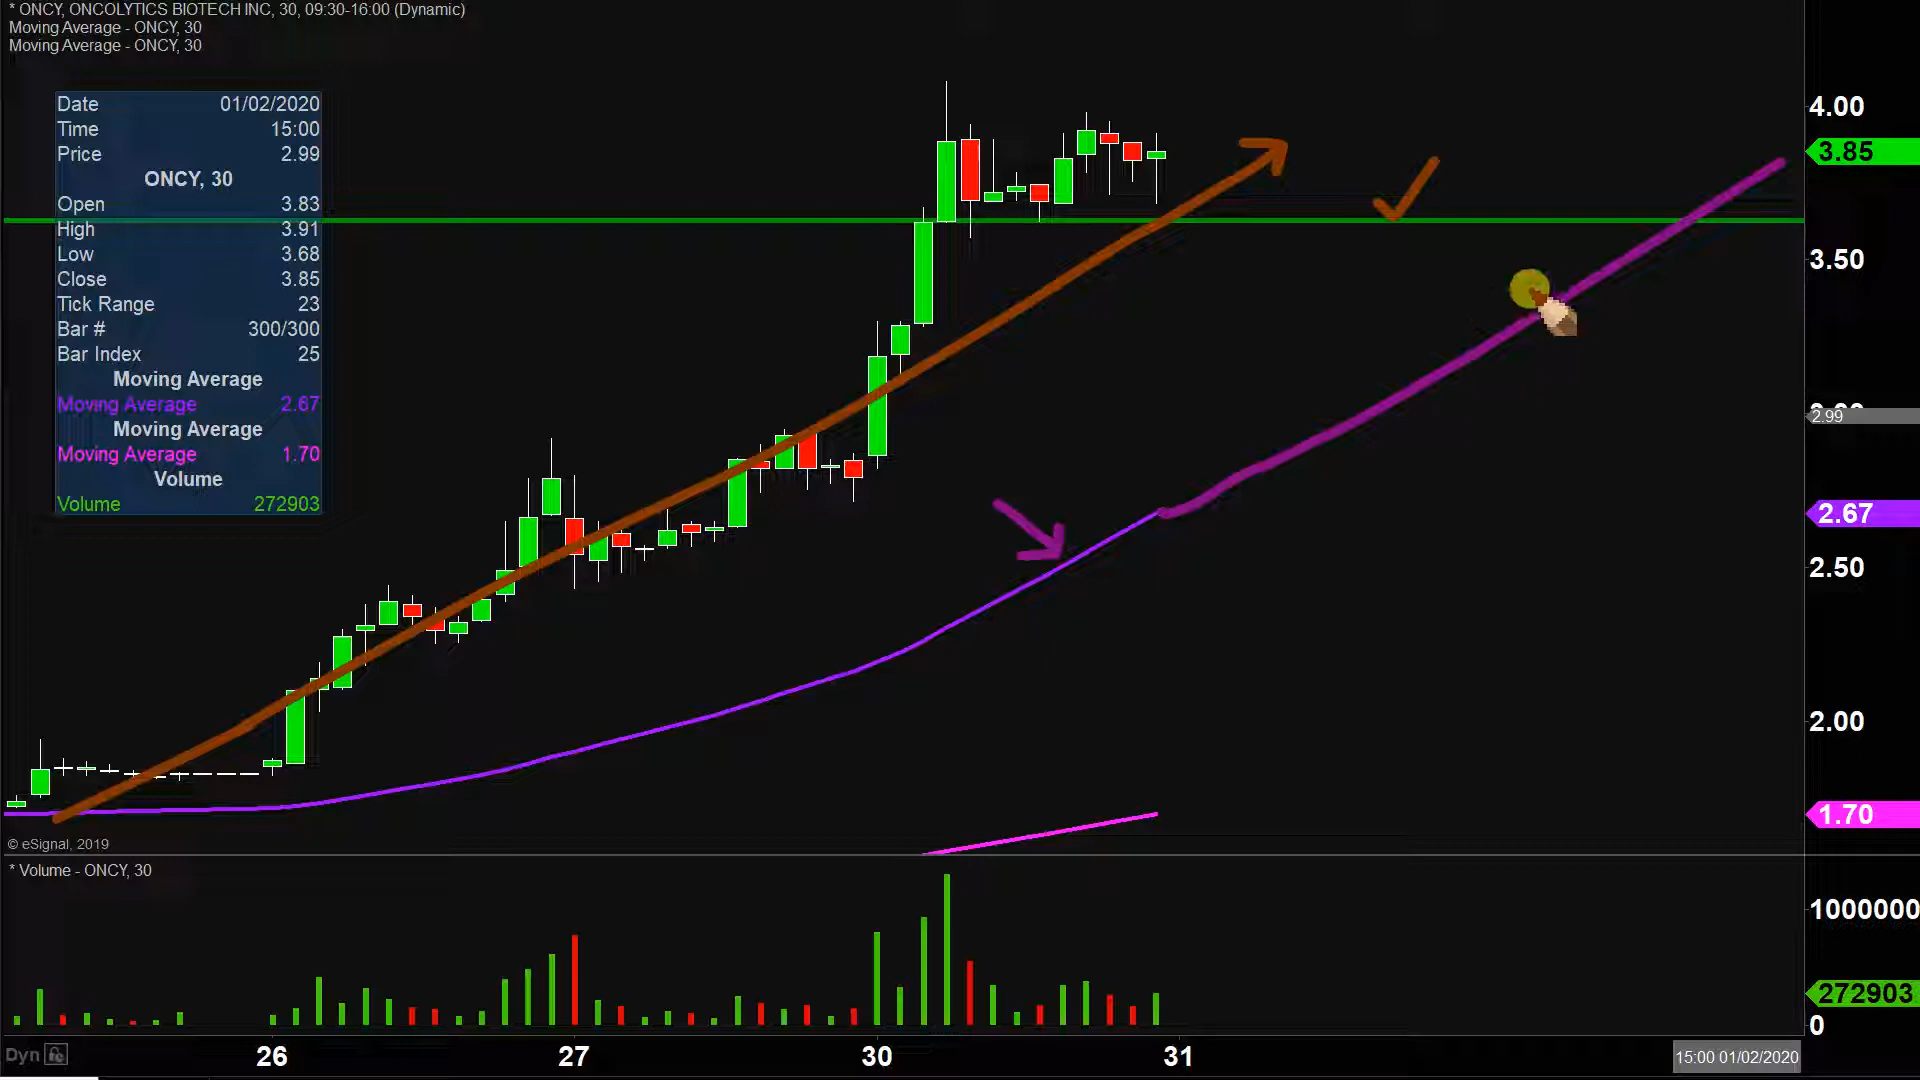 * ONCY, ONCOLYTICS BIOTECH INC, 30, 09:30-16:00 (Dynamic)
Moving Average - ONCY, 30
Moving Average - ONCY, 30
Date 01/02/2020
Time 15:00
Price 2.99
ONCY, 30
Open 3.83
High 3.91
Low 3.68
Close 3.85
Tick Range 23
Bar # 300/300
Bar Index 25
Moving Average
Moving Average 2.67
Moving Average
Moving Average 1.70
Volume
Volume 272903
4.00
3.85
3.50
2.99
2.67
2.50
2.00
1.70
© eSignal, 2019
* Volume - ONCY, 30
1000000
272903
0
Dyn
26 27 30 31
15:00 01/02/2020